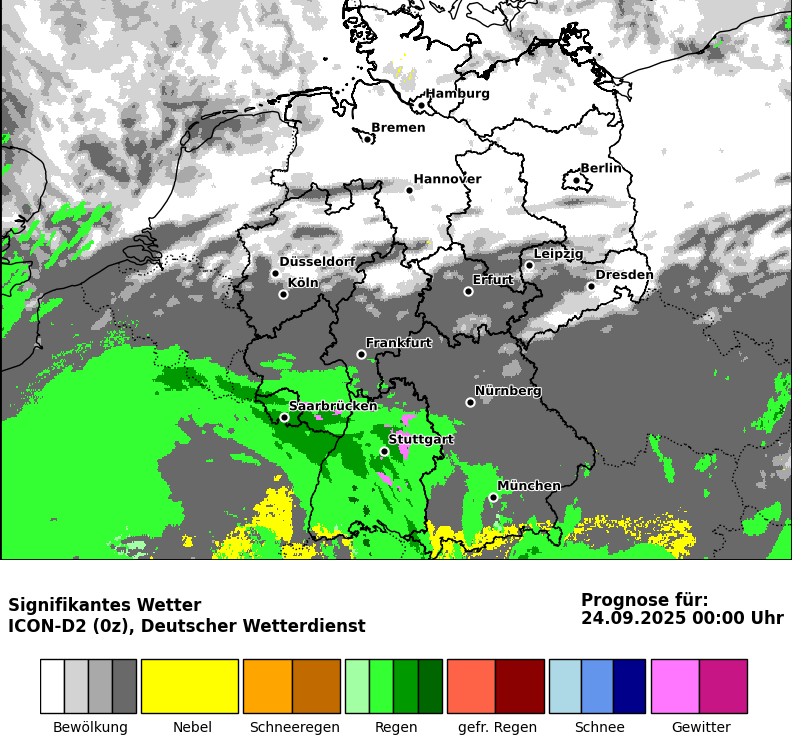 Hamburg
Bremen
Berlin
Hannover
Düsseldorf
Leipzig
Köln
Erfurt
Dresden
Frankfurt
Nürnberg
Saarbrücken
Stuttgart
München
Signifikantes Wetter
ICON-D2 (0z), Deutscher Wetterdienst
Prognose für:
24.09.2025 00:00 Uhr
Bewölkung
Nebel
Schneeregen
Regen
gefr. Regen
Schnee
Gewitter